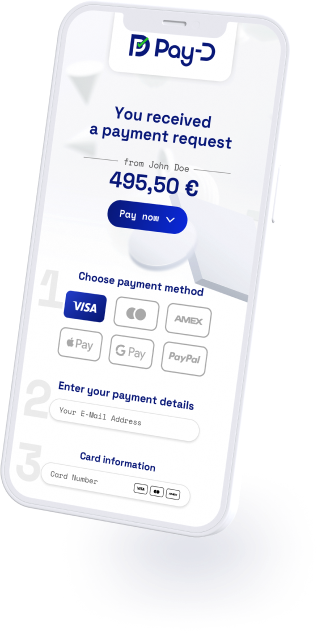 Pay-D
You received
a payment request
from John Doe
495,50 €
Pay now
1
Choose payment method
VISA
AMEX
Pay
G Pay
PayPal
2
Enter your payment details
Your E-Mail Address
3
Card information
Card Number
VISA